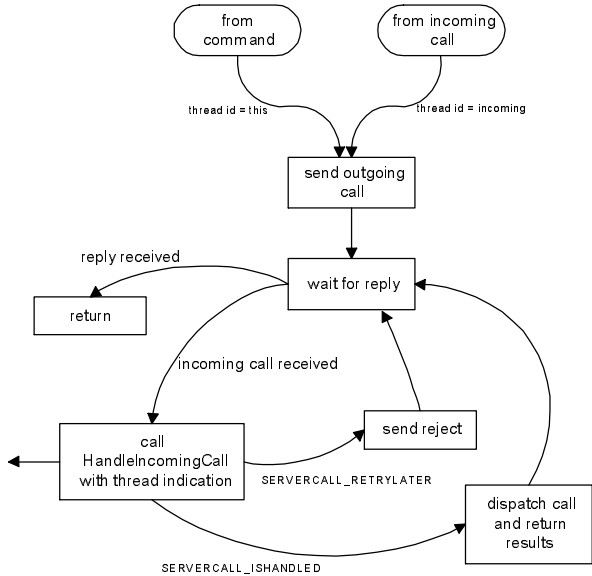 from
command
from incoming
call
thread id = this
thread id = incoming
send outgoing
call
reply received
wait for reply
return
incoming call received
call
HandleIncomingCall
with thread indication
send reject
SERVERCALL_RETRYLATER
dispatch call
and return
results
SERVERCALL_ISHANDLED